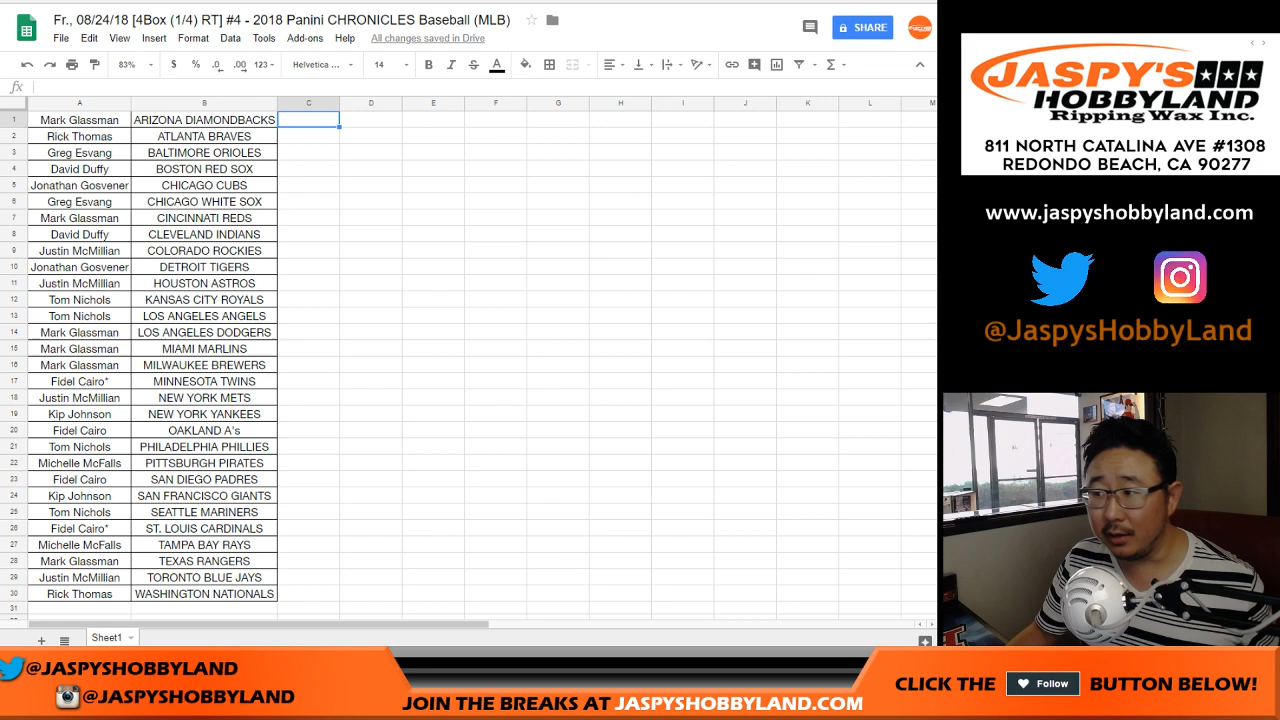 Fr., 08/24/18 [4Box (1/4) RT] #4 - 2018 Panini CHRONICLES Baseball (MLB)
File Edit View Insert Format Data Tools Add-ons Help All changes saved in Drive
SHARE
83% $ % .0 .00 123 Helvetica ... 14 B I S A Σ
fx
A B C D E F G H I J K L M
1 Mark Glassman ARIZONA DIAMONDBACKS
2 Rick Thomas ATLANTA BRAVES
3 Greg Esvang BALTIMORE ORIOLES
4 David Duffy BOSTON RED SOX
5 Jonathan Gosvener CHICAGO CUBS
6 Greg Esvang CHICAGO WHITE SOX
7 Mark Glassman CINCINNATI REDS
8 David Duffy CLEVELAND INDIANS
9 Justin McMillian COLORADO ROCKIES
10 Jonathan Gosvener DETROIT TIGERS
11 Justin McMillian HOUSTON ASTROS
12 Tom Nichols KANSAS CITY ROYALS
13 Tom Nichols LOS ANGELES ANGELS
14 Mark Glassman LOS ANGELES DODGERS
15 Mark Glassman MIAMI MARLINS
16 Mark Glassman MILWAUKEE BREWERS
17 Fidel Cairo* MINNESOTA TWINS
18 Justin McMillian NEW YORK METS
19 Kip Johnson NEW YORK YANKEES
20 Fidel Cairo OAKLAND A's
21 Tom Nichols PHILADELPHIA PHILLIES
22 Michelle McFalls PITTSBURGH PIRATES
23 Fidel Cairo SAN DIEGO PADRES
24 Kip Johnson SAN FRANCISCO GIANTS
25 Tom Nichols SEATTLE MARINERS
26 Fidel Cairo* ST. LOUIS CARDINALS
27 Michelle McFalls TAMPA BAY RAYS
28 Mark Glassman TEXAS RANGERS
29 Justin McMillian TORONTO BLUE JAYS
30 Rick Thomas WASHINGTON NATIONALS
31
Sheet1
JASPY'S
HOBBYLAND
Ripping Wax Inc.
811 NORTH CATALINA AVE #1308
REDONDO BEACH, CA 90277
www.jaspyshobbyland.com
@JaspysHobbyLand
@JASPYSHOBBYLAND
@JASPYSHOBBYLAND
JOIN THE BREAKS AT JASPYSHOBBYLAND.COM
CLICK THE Follow BUTTON BELOW!